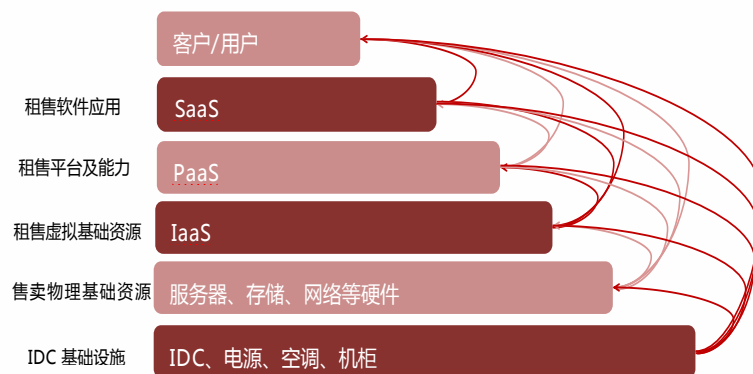 客户/用户
租售软件应用 SaaS
租售平台及能力 PaaS
租售虚拟基础资源 IaaS
售卖物理基础资源 服务器、存储、网络等硬件
IDC 基础设施 IDC、电源、空调、机柜